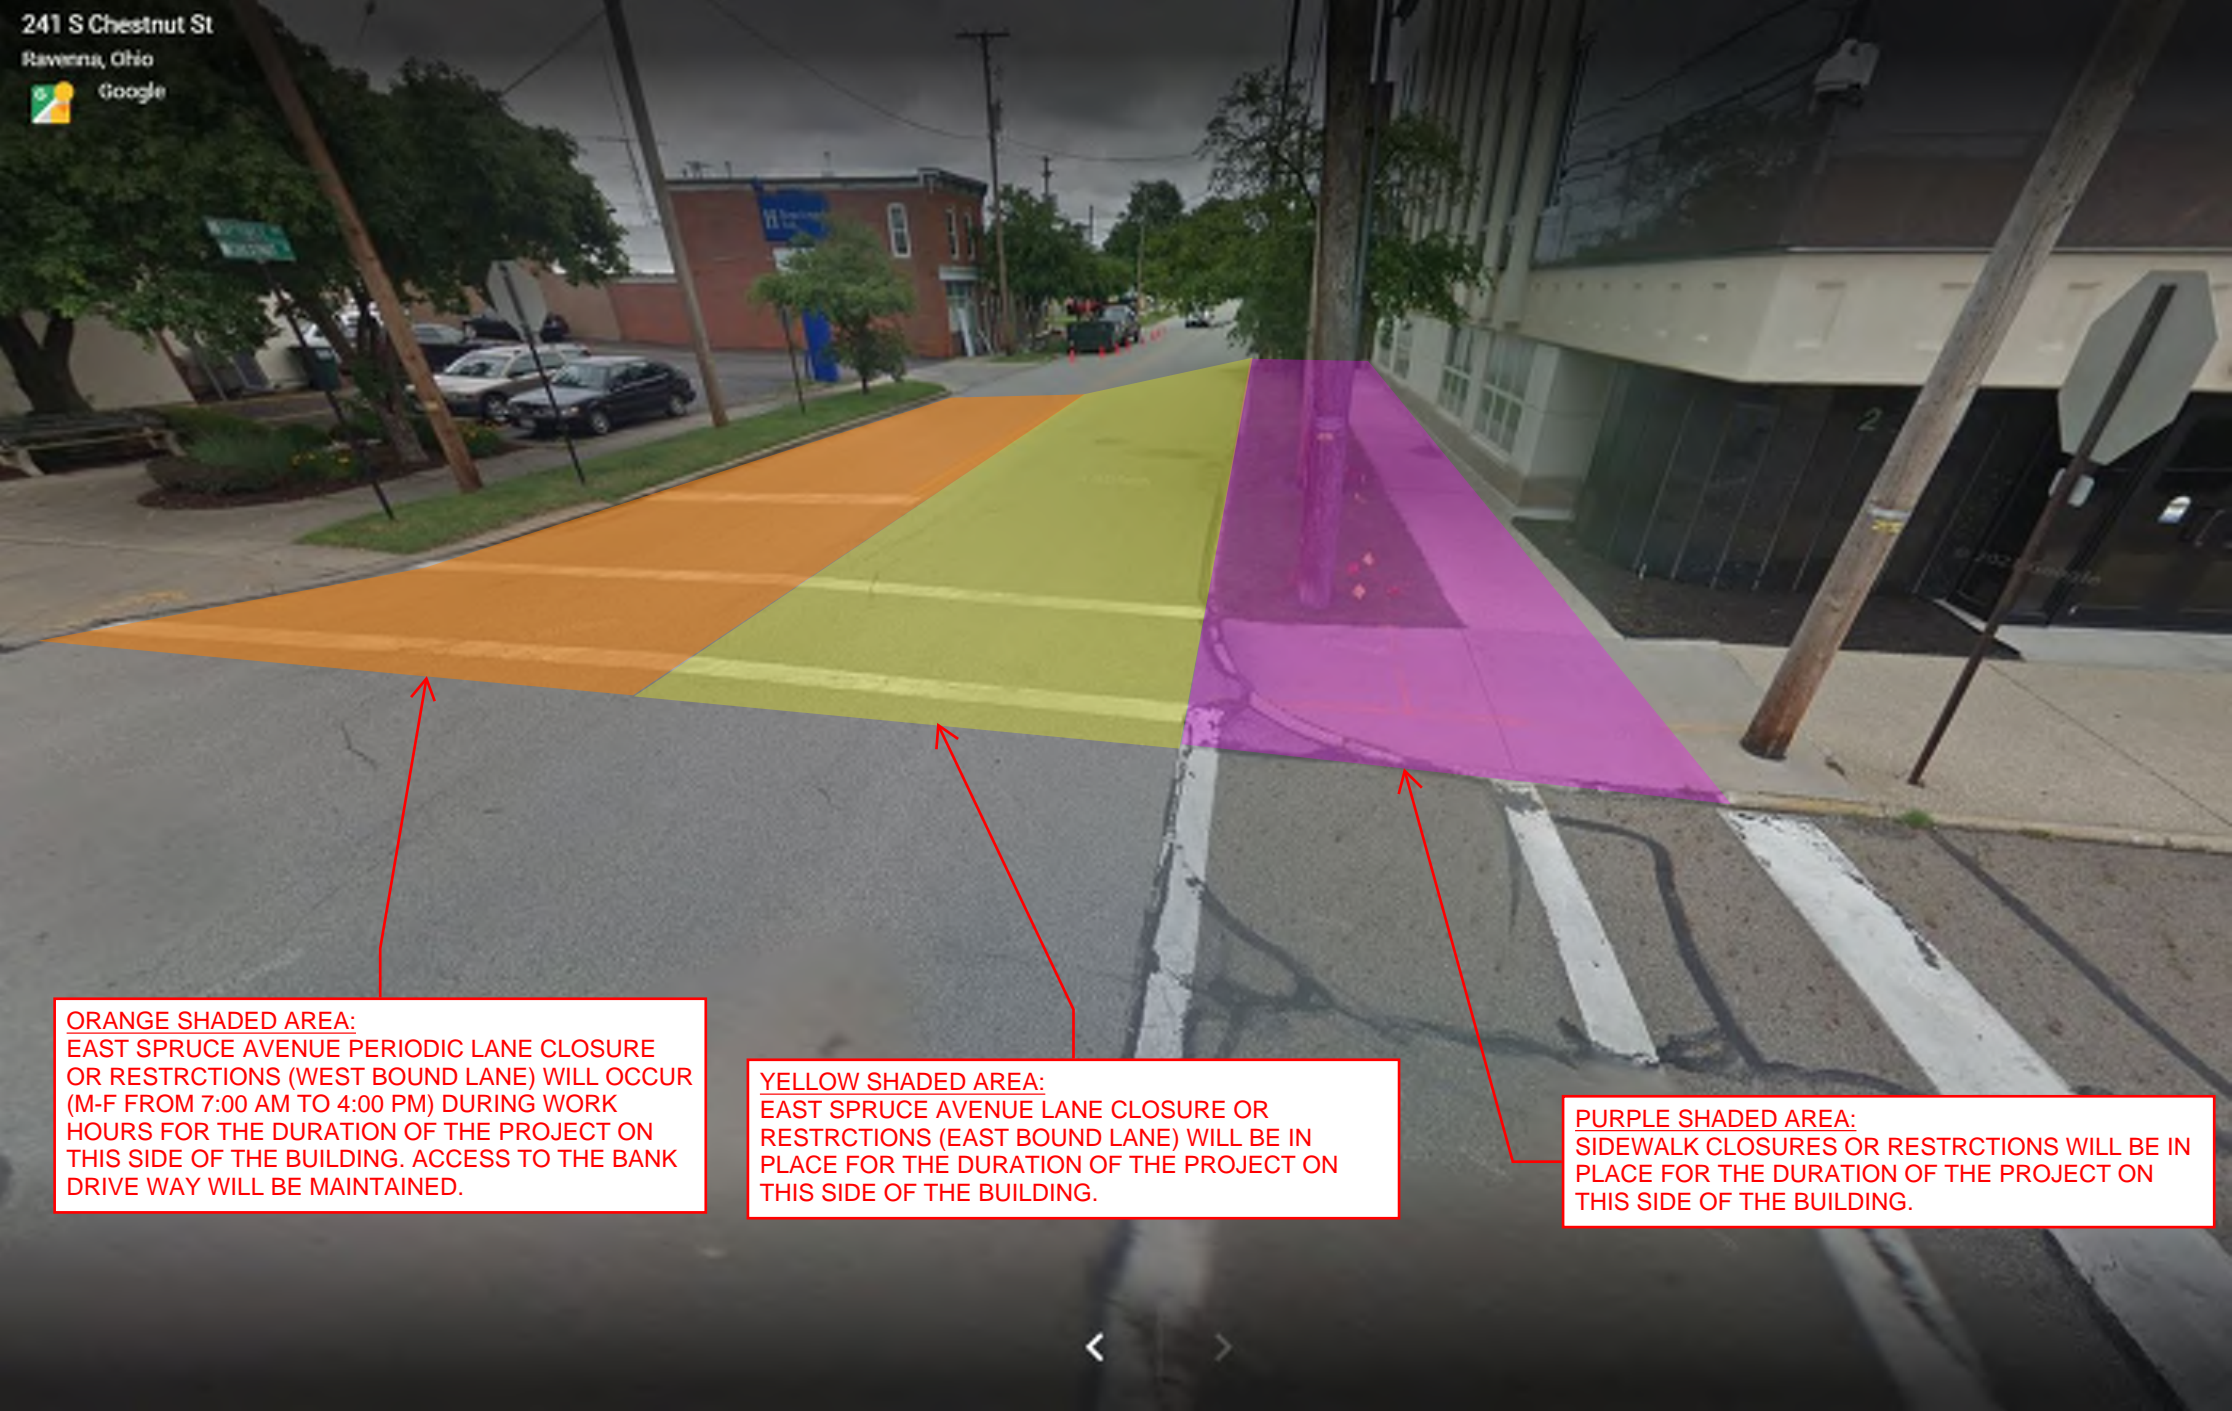 241 S Chestnut St
Ravenna, Ohio
Google
2
ORANGE SHADED AREA:
EAST SPRUCE AVENUE PERIODIC LANE CLOSURE
OR RESTRCTIONS (WEST BOUND LANE) WILL OCCUR
(M-F FROM 7:00 AM TO 4:00 PM) DURING WORK
HOURS FOR THE DURATION OF THE PROJECT ON
THIS SIDE OF THE BUILDING. ACCESS TO THE BANK
DRIVE WAY WILL BE MAINTAINED.
YELLOW SHADED AREA:
EAST SPRUCE AVENUE LANE CLOSURE OR
RESTRCTIONS (EAST BOUND LANE) WILL BE IN
PLACE FOR THE DURATION OF THE PROJECT ON
THIS SIDE OF THE BUILDING.
PURPLE SHADED AREA:
SIDEWALK CLOSURES OR RESTRCTIONS WILL BE IN
PLACE FOR THE DURATION OF THE PROJECT ON
THIS SIDE OF THE BUILDING.